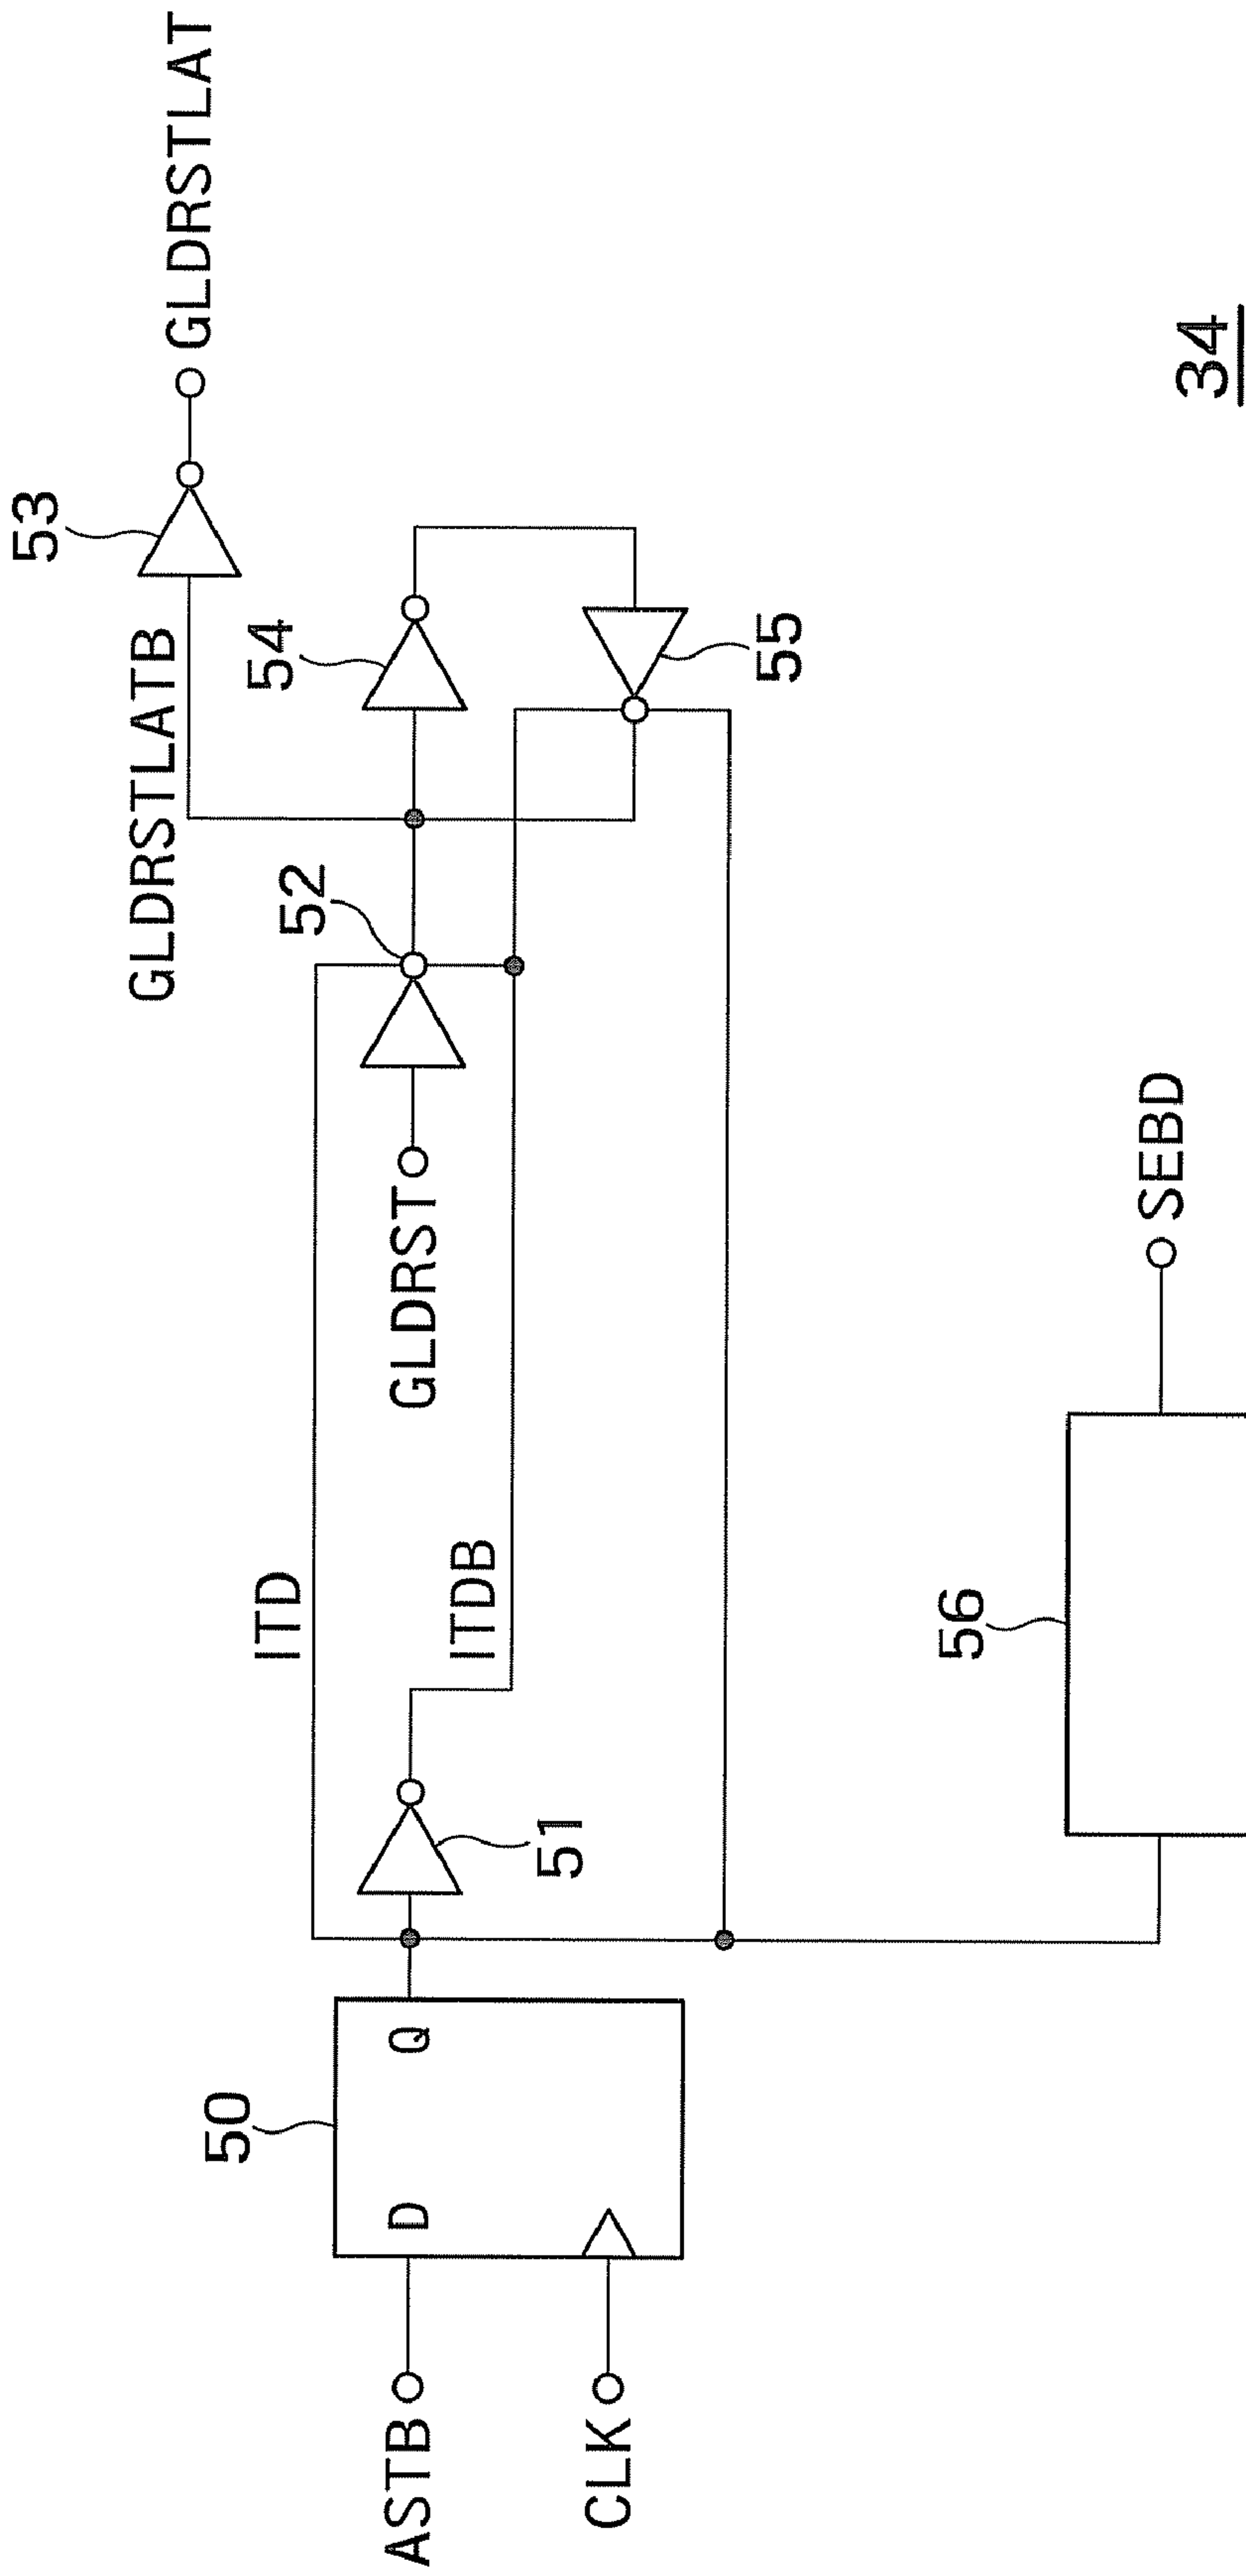 53
GLDRSTLAT
GLDRSTLATB
54
52
ITD
50
D
Q
ASTB
GLDRST
ITDB
51
55
CLK
56
SEBD
34